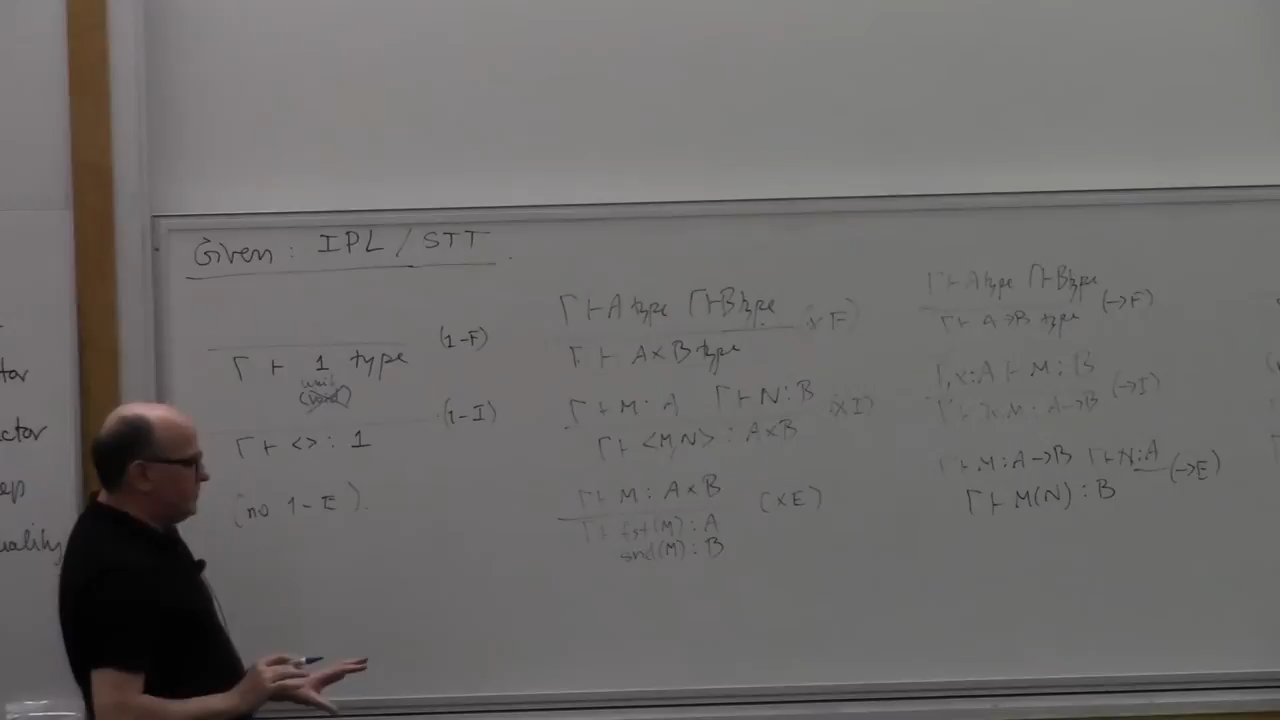 tor
ctor
ep
uality
Given : IPL / STT
Γ ⊢ 1 type (1-F)
unit
Γ ⊢ <> : 1 (1-I)
(no 1-E).
Γ ⊢ A type Γ ⊢ B type (×F)
Γ ⊢ A×B type
Γ ⊢ M : A Γ ⊢ N : B (×I)
Γ ⊢ <M,N> : A×B
Γ ⊢ M : A×B (×E)
Γ ⊢ fst(M) : A
snd(M) : B
Γ ⊢ A type Γ ⊢ B type (→F)
Γ ⊢ A→B type
Γ, x:A ⊢ M : B (→I)
Γ ⊢ λx.M : A→B
Γ ⊢ M : A→B Γ ⊢ N : A (→E)
Γ ⊢ M(N) : B